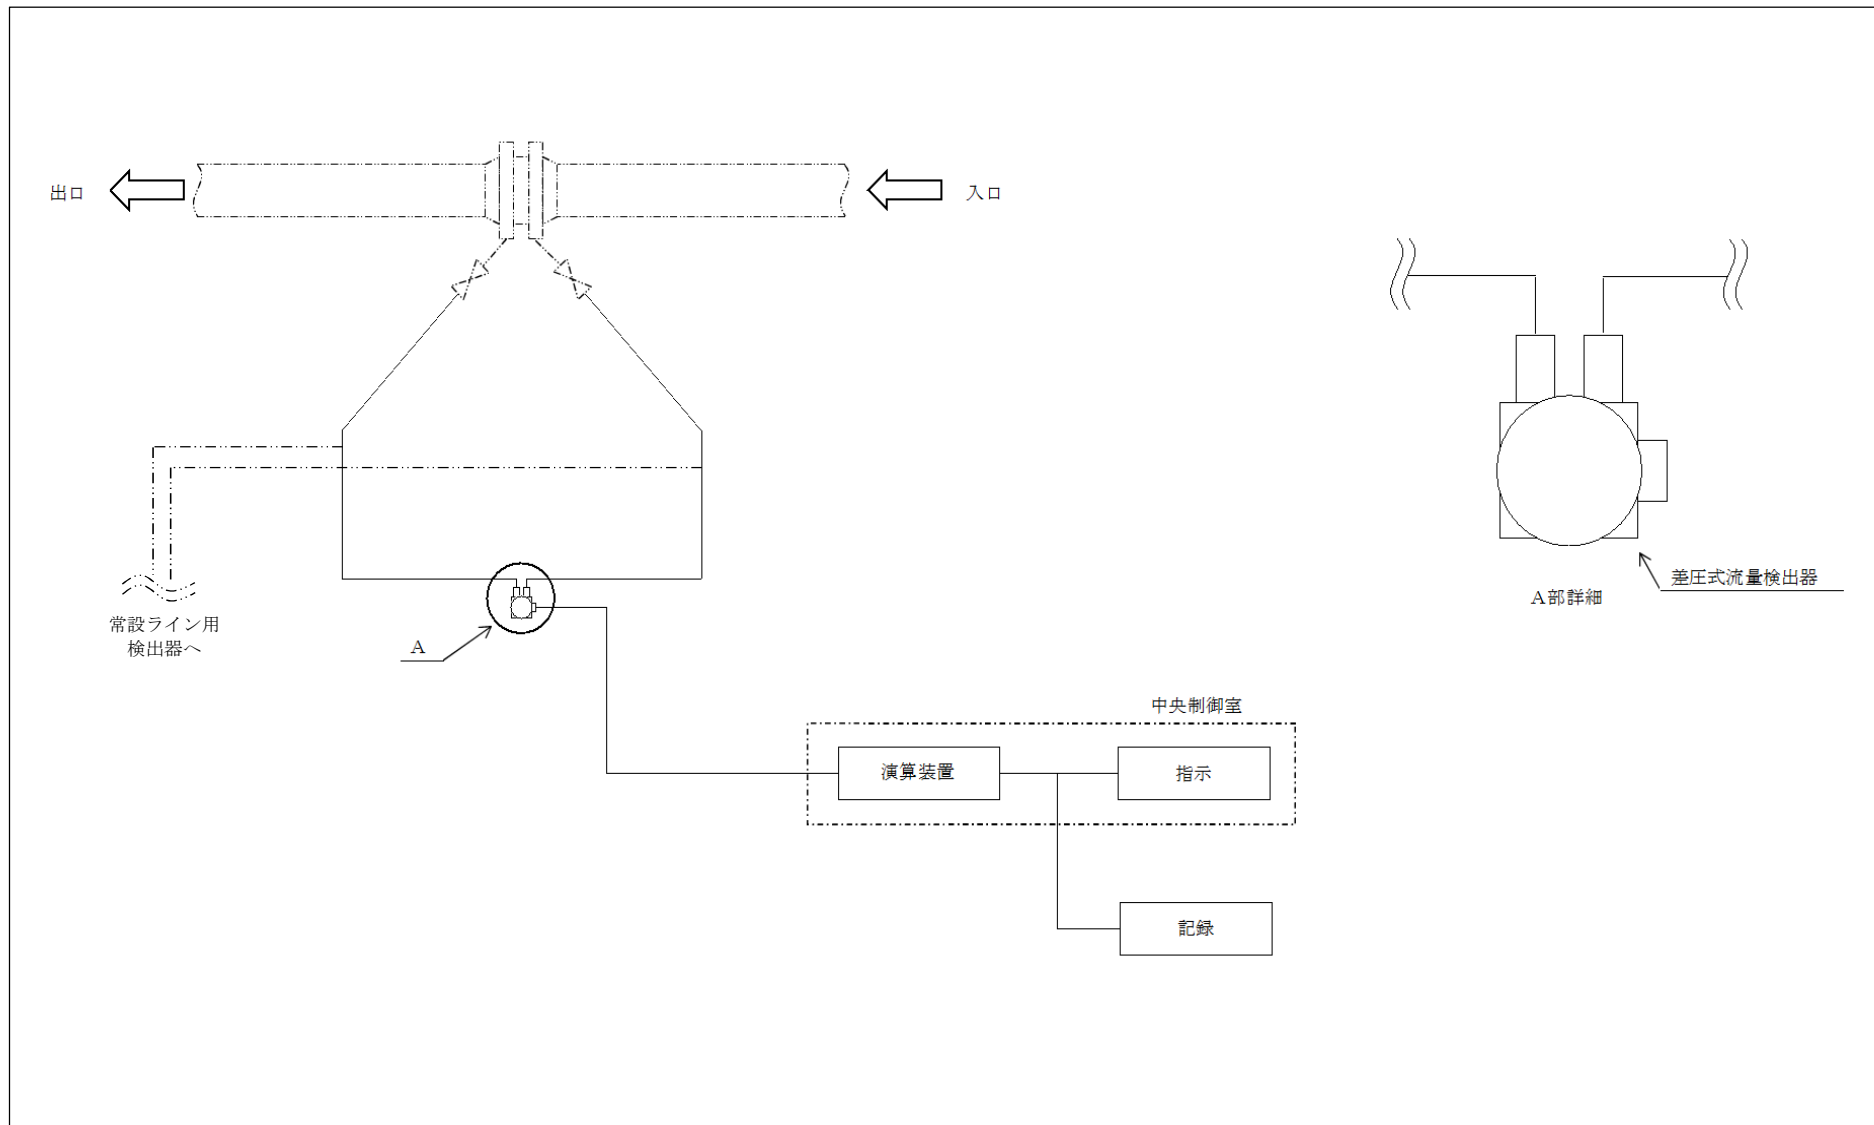 出口
入口
常設ライン用
検出器へ
A
差圧式流量検出器
A部詳細
中央制御室
演算装置
指示
記録